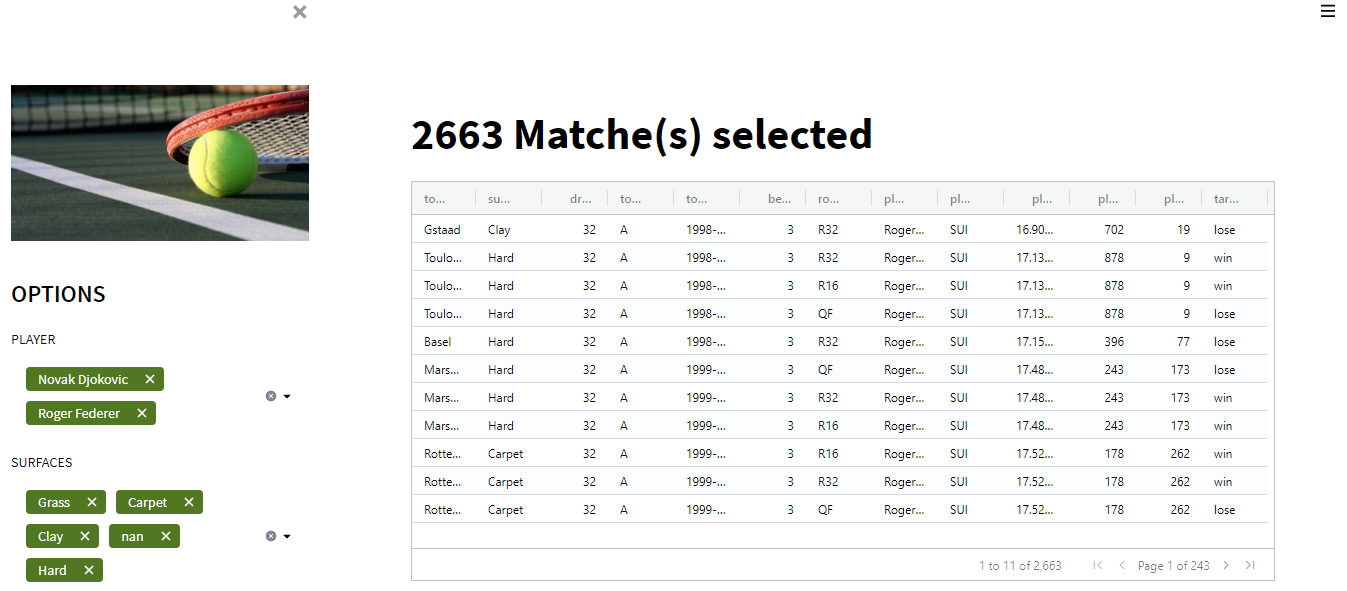 OPTIONS
PLAYER
Novak Djokovic ×
Roger Federer ×
SURFACES
Grass × Carpet ×
Clay × nan ×
Hard ×
2663 Matche(s) selected
to... su... dr... to... to... be... ro... pl... pl... pl... pl... pl... tar...
Gstaad Clay 32 A 1998-... 3 R32 Roger... SUI 16.90... 702 19 lose
Toulo... Hard 32 A 1998-... 3 R32 Roger... SUI 17.13... 878 9 win
Toulo... Hard 32 A 1998-... 3 R16 Roger... SUI 17.13... 878 9 win
Toulo... Hard 32 A 1998-... 3 QF Roger... SUI 17.13... 878 9 lose
Basel Hard 32 A 1998-... 3 R32 Roger... SUI 17.15... 396 77 lose
Mars... Hard 32 A 1999-... 3 QF Roger... SUI 17.48... 243 173 lose
Mars... Hard 32 A 1999-... 3 R32 Roger... SUI 17.48... 243 173 win
Mars... Hard 32 A 1999-... 3 R16 Roger... SUI 17.48... 243 173 win
Rotte... Carpet 32 A 1999-... 3 R16 Roger... SUI 17.52... 178 262 win
Rotte... Carpet 32 A 1999-... 3 R32 Roger... SUI 17.52... 178 262 win
Rotte... Carpet 32 A 1999-... 3 QF Roger... SUI 17.52... 178 262 lose
1 to 11 of 2,663 Page 1 of 243